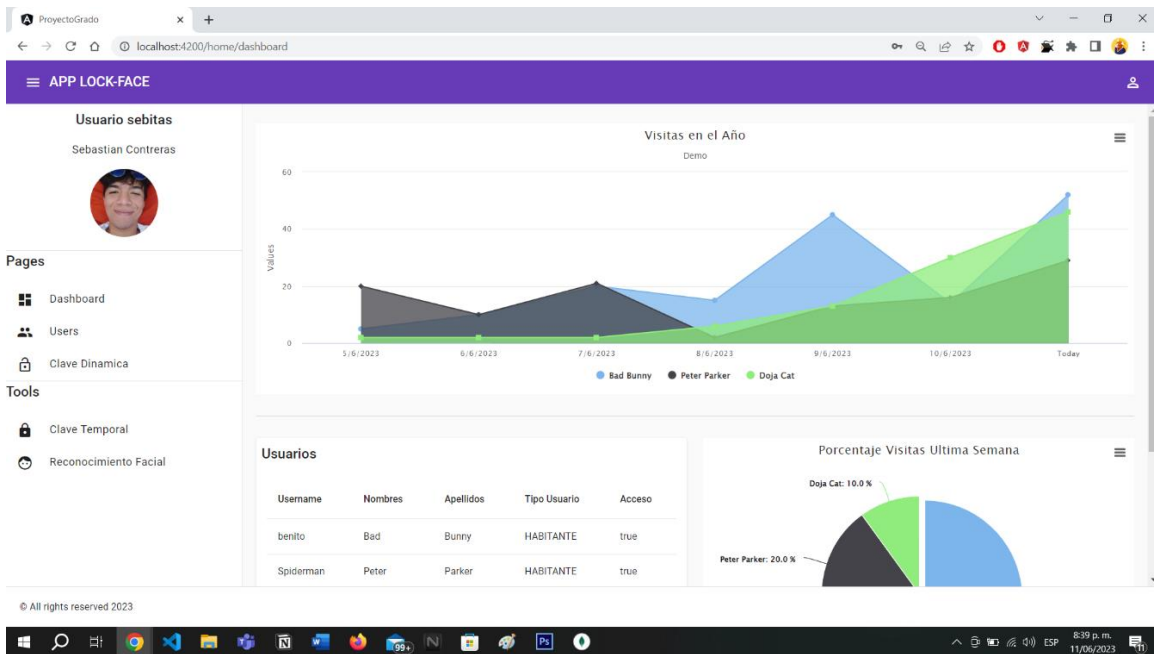 ProyectoGrado
localhost:4200/home/dashboard
APP LOCK-FACE
Usuario sebitas
Sebastian Contreras
Pages
Dashboard
Users
Clave Dinamica
Tools
Clave Temporal
Reconocimiento Facial
Visitas en el Año
Demo
Values
60
40
20
0
5/6/2023 6/6/2023 7/6/2023 8/6/2023 9/6/2023 10/6/2023 Today
Bad Bunny Peter Parker Doja Cat
Usuarios
Username Nombres Apellidos Tipo Usuario Acceso
benito Bad Bunny HABITANTE true
Spiderman Peter Parker HABITANTE true
Porcentaje Visitas Ultima Semana
Doja Cat: 10.0 %
Peter Parker: 20.0 %
© All rights reserved 2023
99+
Ps
ESP
8:39 p. m.
11/06/2023